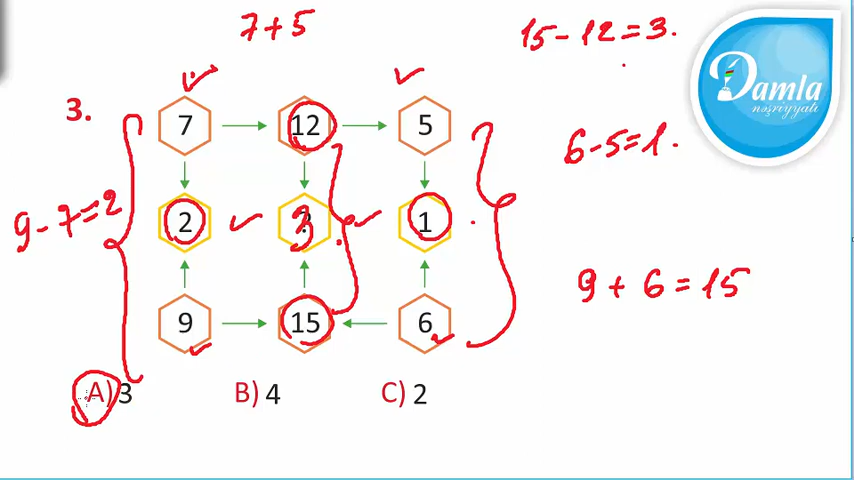 7+5
15-12=3.
Damla
nəşriyyatı
3.
7 12 5
6-5=1.
9-7=2
2 3 1
9+6=15
9 15 6
A) 3 B) 4 C) 2